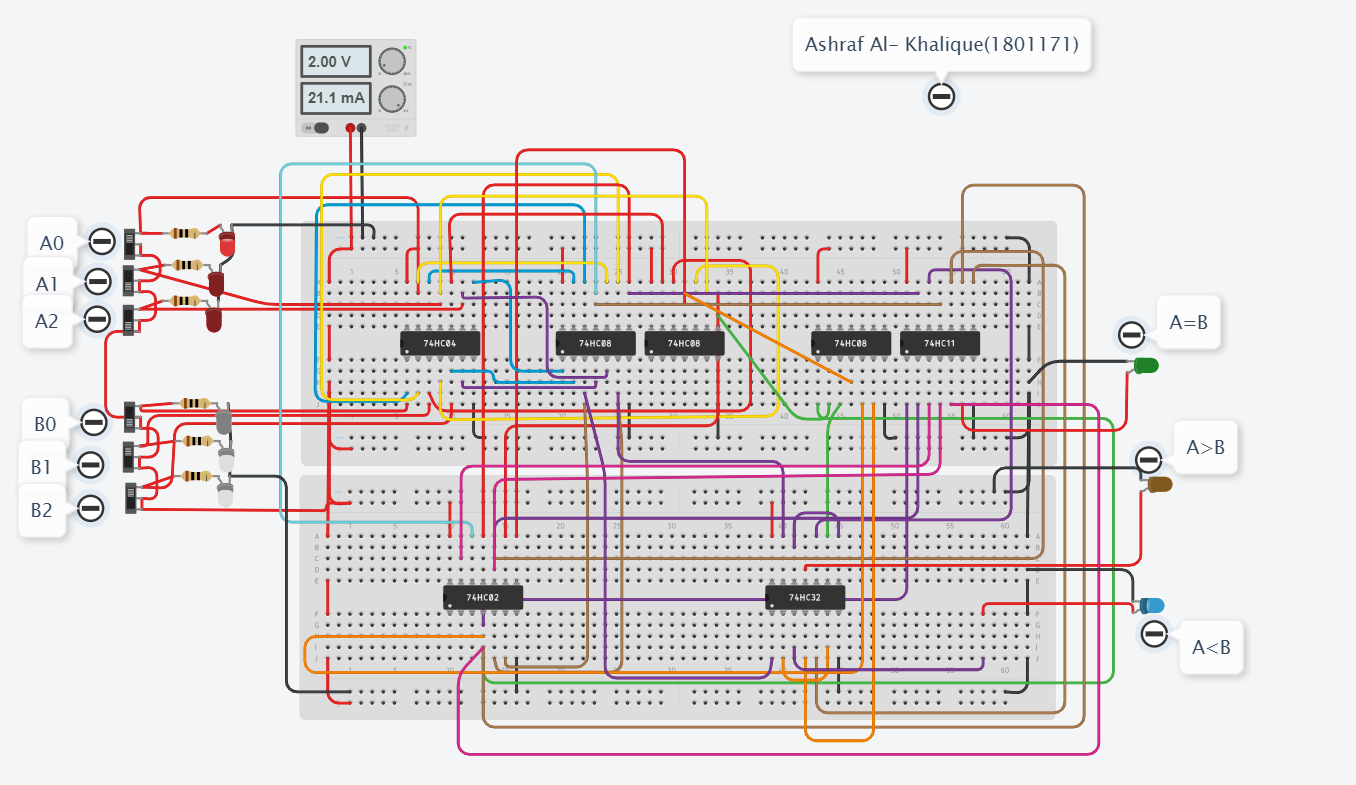 Ashraf Al- Khalique(1801171)
2.00 V
21.1 mA
A0
A1
A2
B0
B1
B2
74HC04
74HC08
74HC08
74HC08
74HC11
A=B
A>B
74HC02
74HC32
A<B